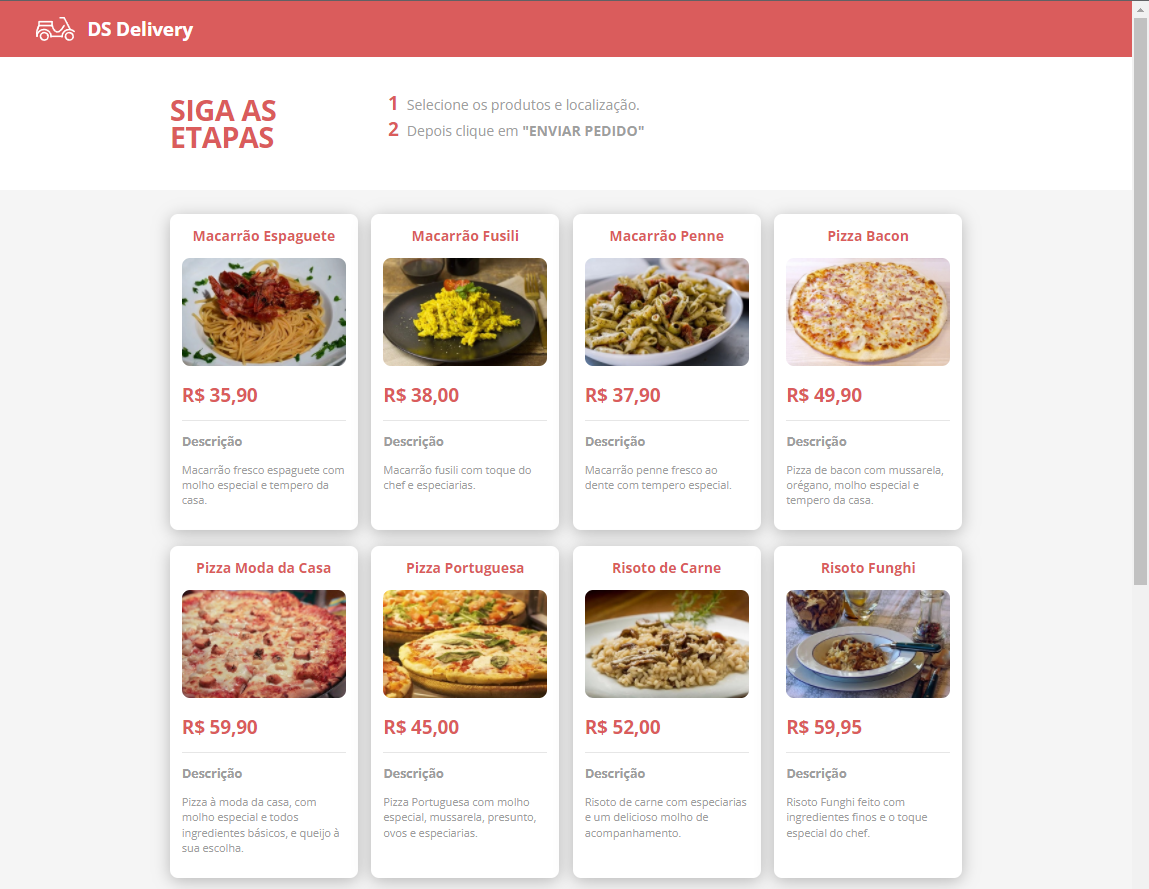 DS Delivery
SIGA AS
ETAPAS
1 Selecione os produtos e localização.
2 Depois clique em "ENVIAR PEDIDO"
Macarrão Espaguete
R$ 35,90
Descrição
Macarrão fresco espaguete com
molho especial e tempero da
casa.
Macarrão Fusili
R$ 38,00
Descrição
Macarrão fusili com toque do
chef e especiarias.
Macarrão Penne
R$ 37,90
Descrição
Macarrão penne fresco ao
dente com tempero especial.
Pizza Bacon
R$ 49,90
Descrição
Pizza de bacon com mussarela,
orégano, molho especial e
tempero da casa.
Pizza Moda da Casa
R$ 59,90
Descrição
Pizza à moda da casa, com
molho especial e todos
ingredientes básicos, e queijo à
sua escolha.
Pizza Portuguesa
R$ 45,00
Descrição
Pizza Portuguesa com molho
especial, mussarela, presunto,
ovos e especiarias.
Risoto de Carne
R$ 52,00
Descrição
Risoto de carne com especiarias
e um delicioso molho de
acompanhamento.
Risoto Funghi
R$ 59,95
Descrição
Risoto Funghi feito com
ingredientes finos e o toque
especial do chef.